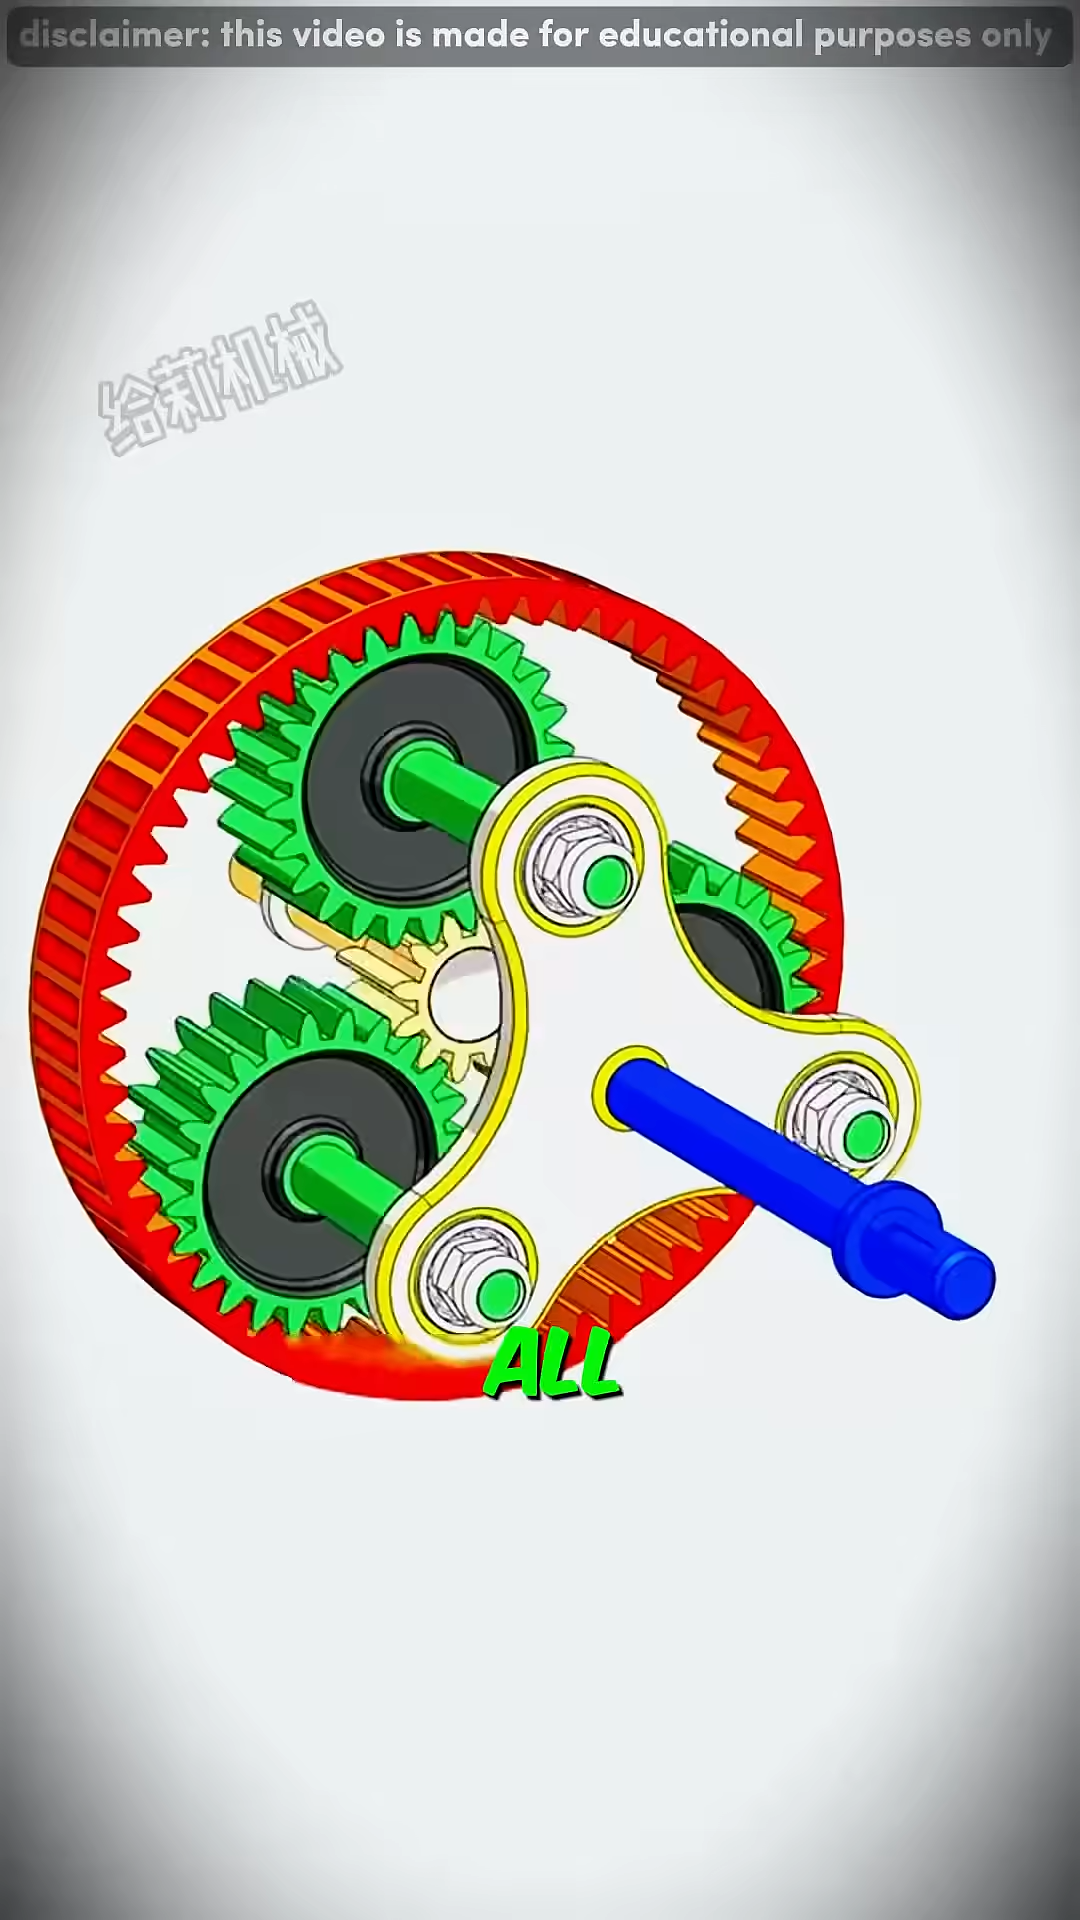 disclaimer: this video is made for educational purposes only
给莉机械
ALL